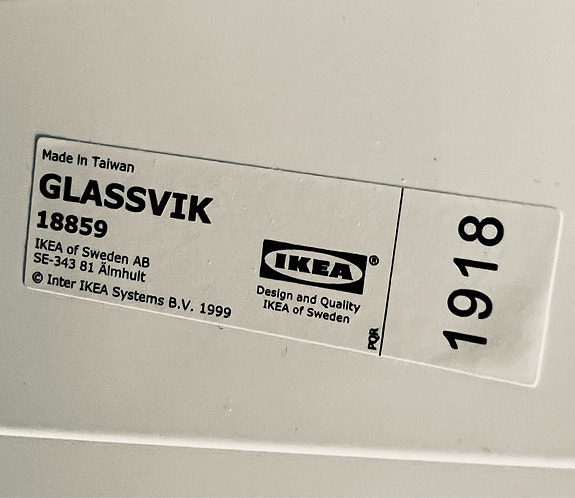 Made In Taiwan
GLASSVIK
18859
IKEA of Sweden AB
SE-343 81 Älmhult
© Inter IKEA Systems B.V. 1999
IKEA®
Design and Quality
IKEA of Sweden
PQR
1918